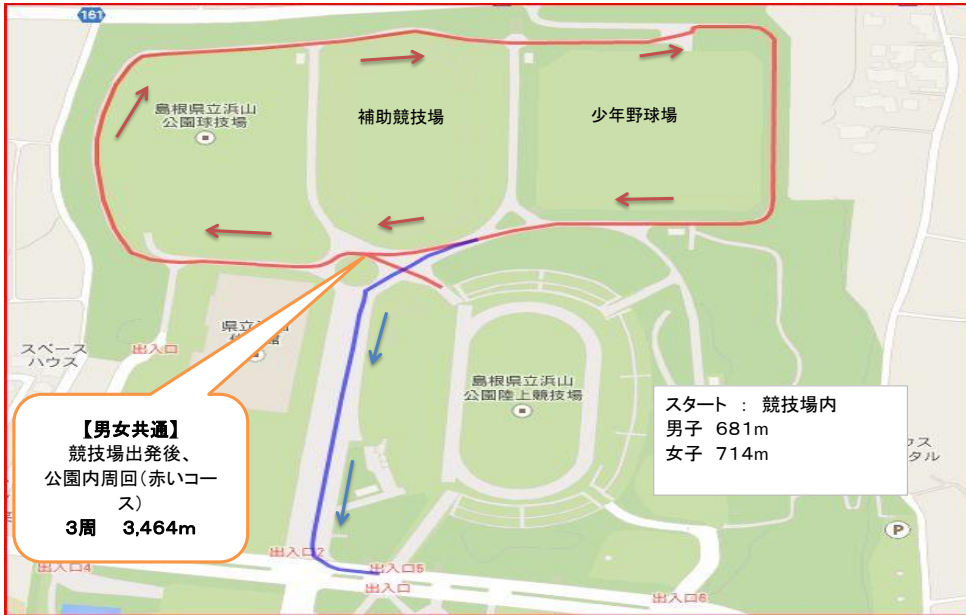 161
島根県立浜山
公園球技場
補助競技場
少年野球場
スペース
ハウス
出入口
島根県立浜山
公園陸上競技場
スタート : 競技場内
男子 681m
女子 714m
タル
【男女共通】
競技場出発後、
公園内周回(赤いコー
ス)
3周 3,464m
P
出入口4
出入口5
出入口
出入口6